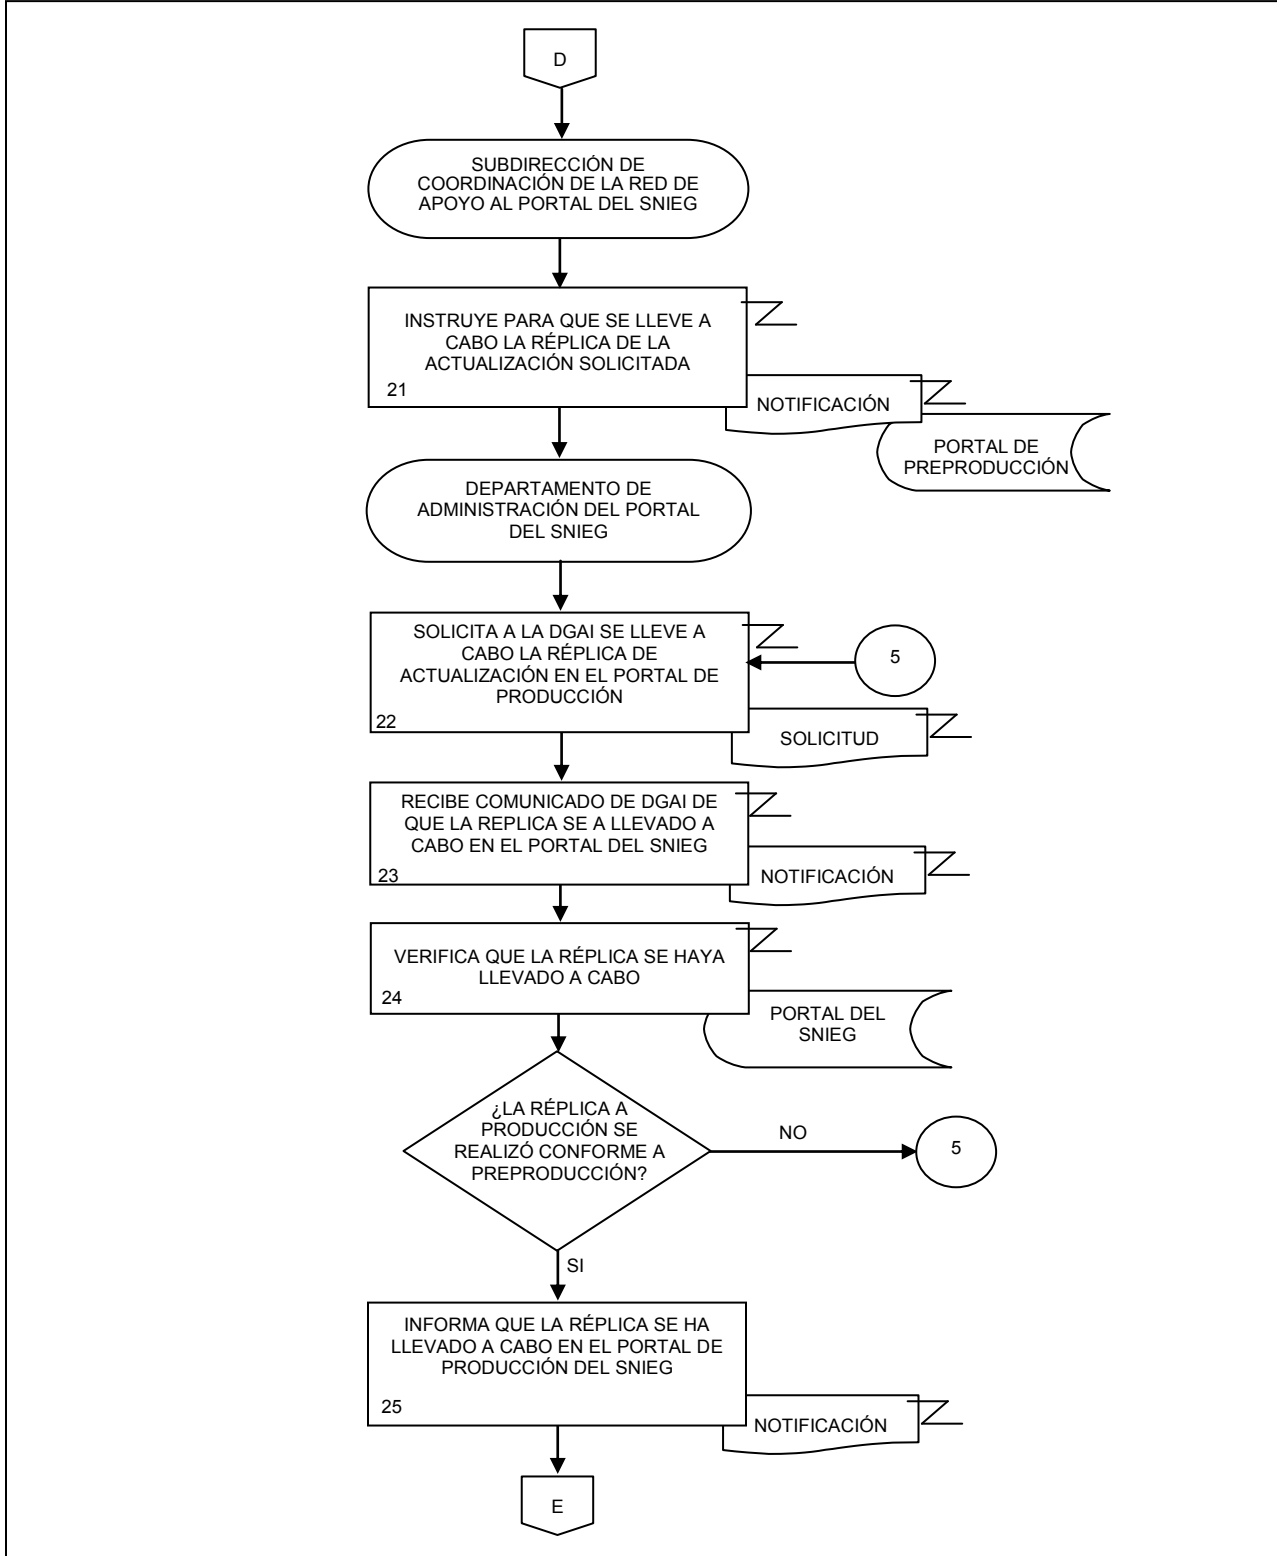 D
SUBDIRECCIÓN DE
COORDINACIÓN DE LA RED DE
APOYO AL PORTAL DEL SNIEG
INSTRUYE PARA QUE SE LLEVE A
CABO LA RÉPLICA DE LA
ACTUALIZACIÓN SOLICITADA
21
NOTIFICACIÓN
PORTAL DE
PREPRODUCCIÓN
DEPARTAMENTO DE
ADMINISTRACIÓN DEL PORTAL
DEL SNIEG
SOLICITA A LA DGAI SE LLEVE A
CABO LA RÉPLICA DE
ACTUALIZACIÓN EN EL PORTAL DE
PRODUCCIÓN
22
5
SOLICITUD
RECIBE COMUNICADO DE DGAI DE
QUE LA REPLICA SE A LLEVADO A
CABO EN EL PORTAL DEL SNIEG
23
NOTIFICACIÓN
VERIFICA QUE LA RÉPLICA SE HAYA
LLEVADO A CABO
24
PORTAL DEL
SNIEG
¿LA RÉPLICA A
PRODUCCIÓN SE
REALIZÓ CONFORME A
PREPRODUCCIÓN?
NO
5
SI
INFORMA QUE LA RÉPLICA SE HA
LLEVADO A CABO EN EL PORTAL DE
PRODUCCIÓN DEL SNIEG
25
NOTIFICACIÓN
E